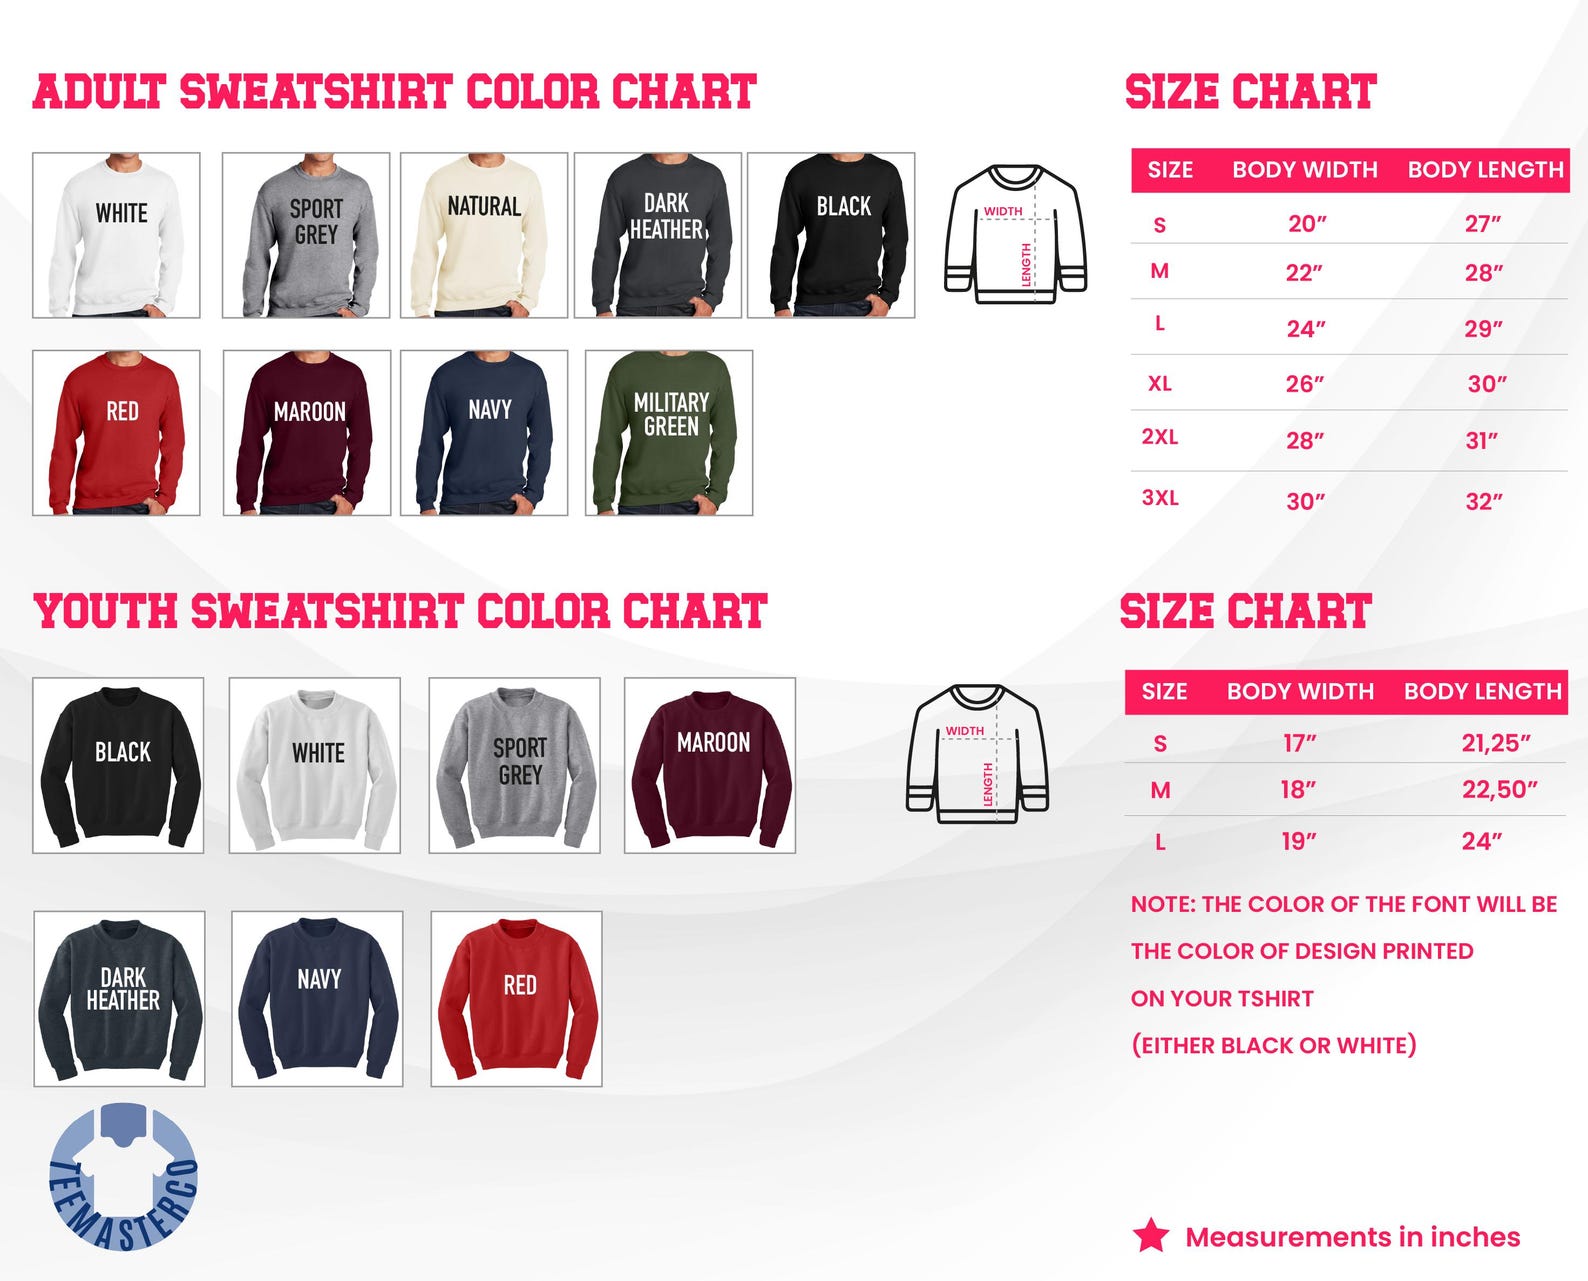 ADULT SWEATSHIRT COLOR CHART
WHITE
SPORT
GREY
NATURAL
DARK
HEATHER
BLACK
WIDTH
LENGTH
RED
MAROON
NAVY
MILITARY
GREEN
SIZE CHART
SIZE BODY WIDTH BODY LENGTH
S 20” 27”
M 22” 28”
L 24” 29”
XL 26” 30”
2XL 28” 31”
3XL 30” 32”
YOUTH SWEATSHIRT COLOR CHART
BLACK
WHITE
SPORT
GREY
MAROON
WIDTH
LENGTH
DARK
HEATHER
NAVY
RED
SIZE CHART
SIZE BODY WIDTH BODY LENGTH
S 17” 21,25”
M 18” 22,50”
L 19” 24”
NOTE: THE COLOR OF THE FONT WILL BE
THE COLOR OF DESIGN PRINTED
ON YOUR TSHIRT
(EITHER BLACK OR WHITE)
TEEMASTERCO
Measurements in inches